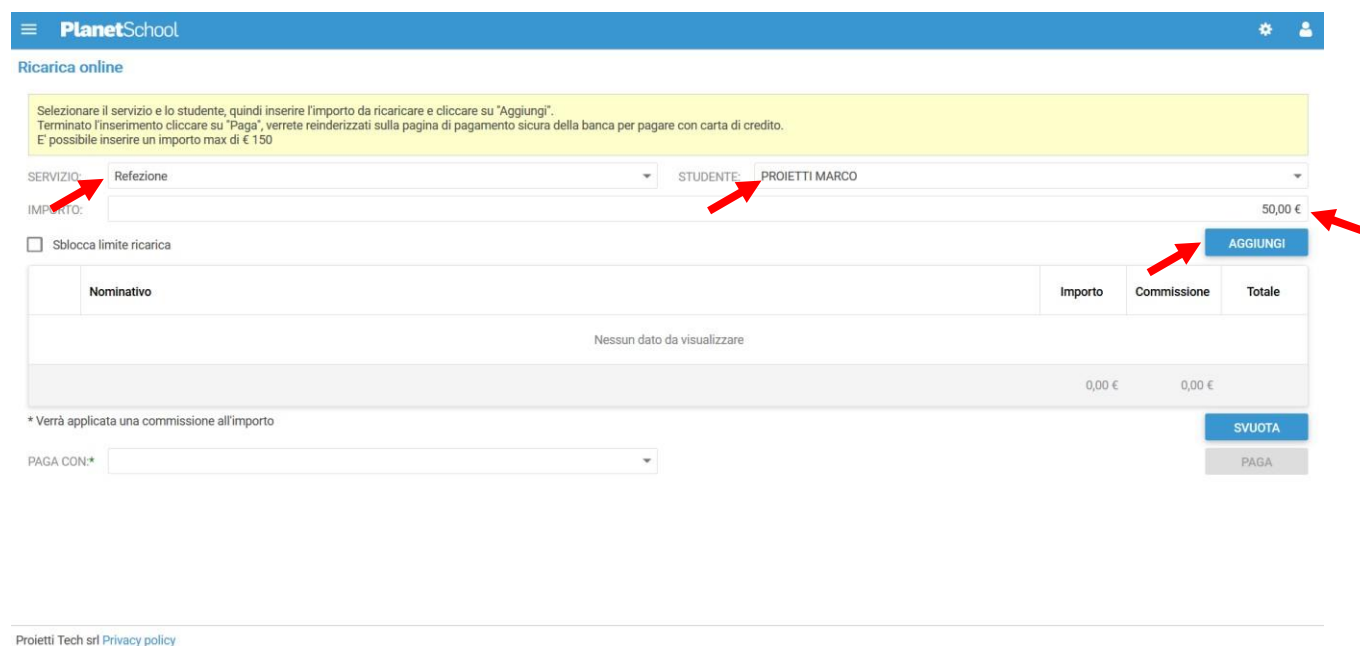 PlanetSchool
Ricarica online
Selezionare il servizio e lo studente, quindi inserire l'importo da ricaricare e cliccare su "Aggiungi".
Terminato l'inserimento cliccare su "Paga", verrete reinderizzati sulla pagina di pagamento sicura della banca per pagare con carta di credito.
E' possibile inserire un importo max di € 150
SERVIZIO: Refezione STUDENTE: PROIETTI MARCO
IMPORTO: 50,00 €
Sblocca limite ricarica AGGIUNGI
Nominativo Importo Commissione Totale
Nessun dato da visualizzare
0,00 € 0,00 €
* Verrà applicata una commissione all'importo SVUOTA
PAGA CON:* PAGA
Proietti Tech srl Privacy policy